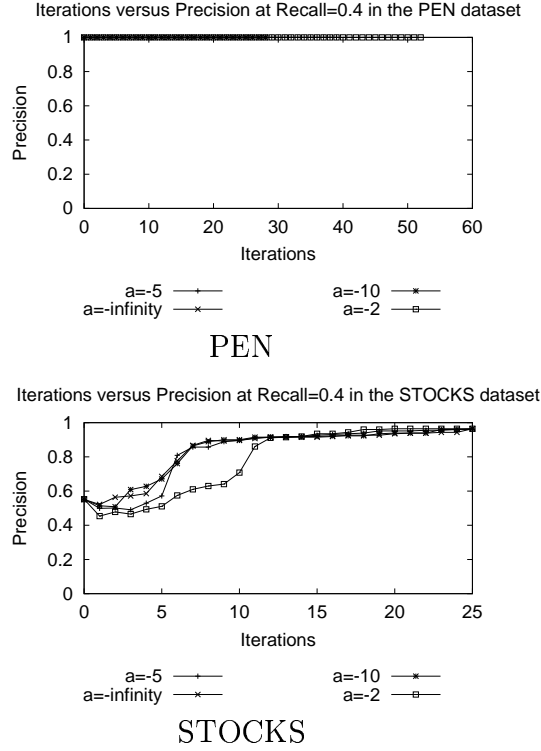 Iterations versus Precision at Recall=0.4 in the PEN dataset
1
0.8
0.6
0.4
0.2
0
Precision
0 10 20 30 40 50 60
Iterations
a=-5 a=-10
a=-infinity a=-2
PEN
Iterations versus Precision at Recall=0.4 in the STOCKS dataset
1
0.8
0.6
0.4
0.2
0
Precision
0 5 10 15 20 25
Iterations
a=-5 a=-10
a=-infinity a=-2
STOCKS